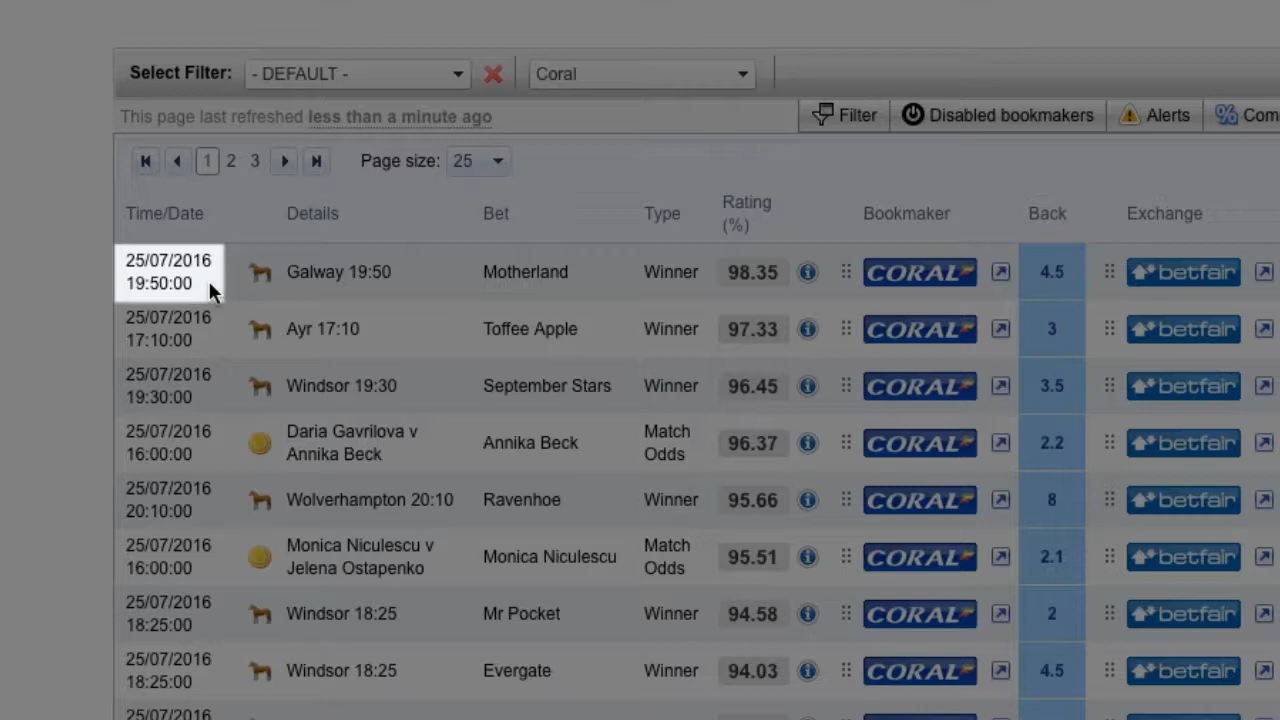 Select Filter: - DEFAULT - Coral
This page last refreshed less than a minute ago Filter Disabled bookmakers Alerts Com
1 2 3 Page size: 25
Time/Date Details Bet Type Rating (%) Bookmaker Back Exchange
25/07/2016 19:50:00 Galway 19:50 Motherland Winner 98.35 CORAL 4.5 betfair
25/07/2016 17:10:00 Ayr 17:10 Toffee Apple Winner 97.33 CORAL 3 betfair
25/07/2016 19:30:00 Windsor 19:30 September Stars Winner 96.45 CORAL 3.5 betfair
25/07/2016 16:00:00 Daria Gavrilova v Annika Beck Annika Beck Match Odds 96.37 CORAL 2.2 betfair
25/07/2016 20:10:00 Wolverhampton 20:10 Ravenhoe Winner 95.66 CORAL 8 betfair
25/07/2016 16:00:00 Monica Niculescu v Jelena Ostapenko Monica Niculescu Match Odds 95.51 CORAL 2.1 betfair
25/07/2016 18:25:00 Windsor 18:25 Mr Pocket Winner 94.58 CORAL 2 betfair
25/07/2016 18:25:00 Windsor 18:25 Evergate Winner 94.03 CORAL 4.5 betfair
25/07/2016